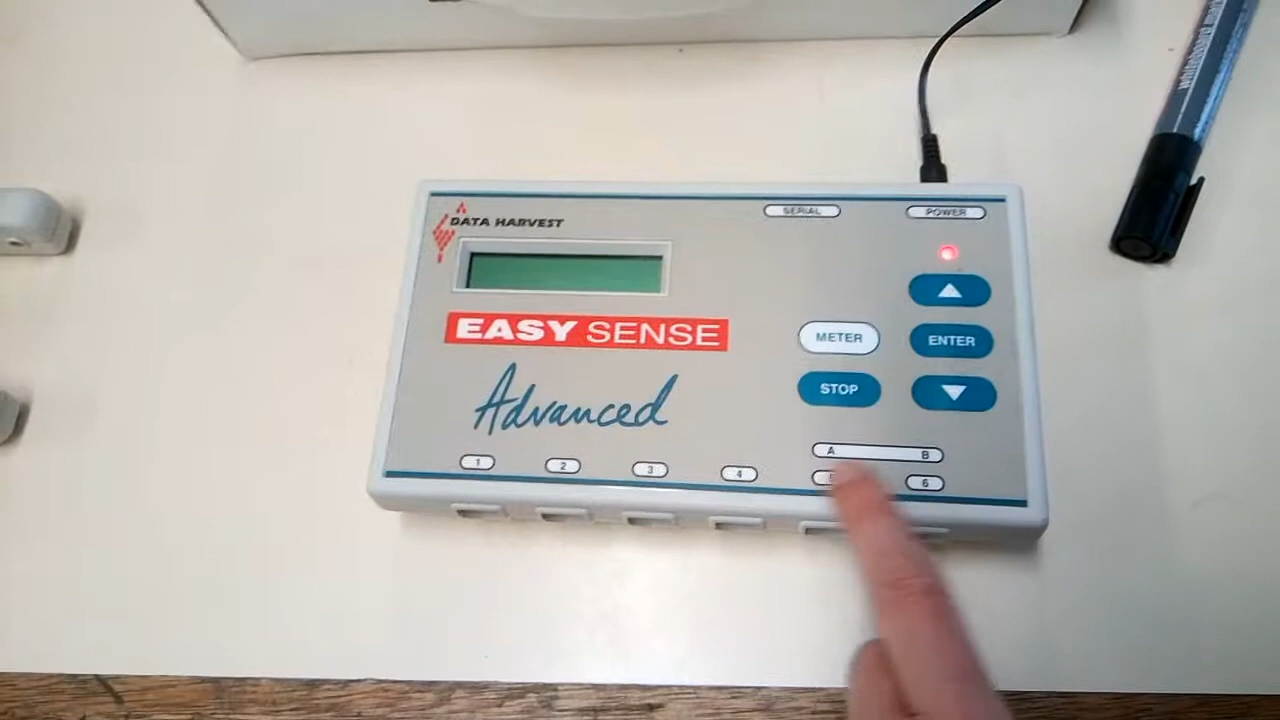 DATA HARVEST
SERIAL
POWER
EASY SENSE
METER
ENTER
STOP
Advanced
A
B
1
2
3
4
6